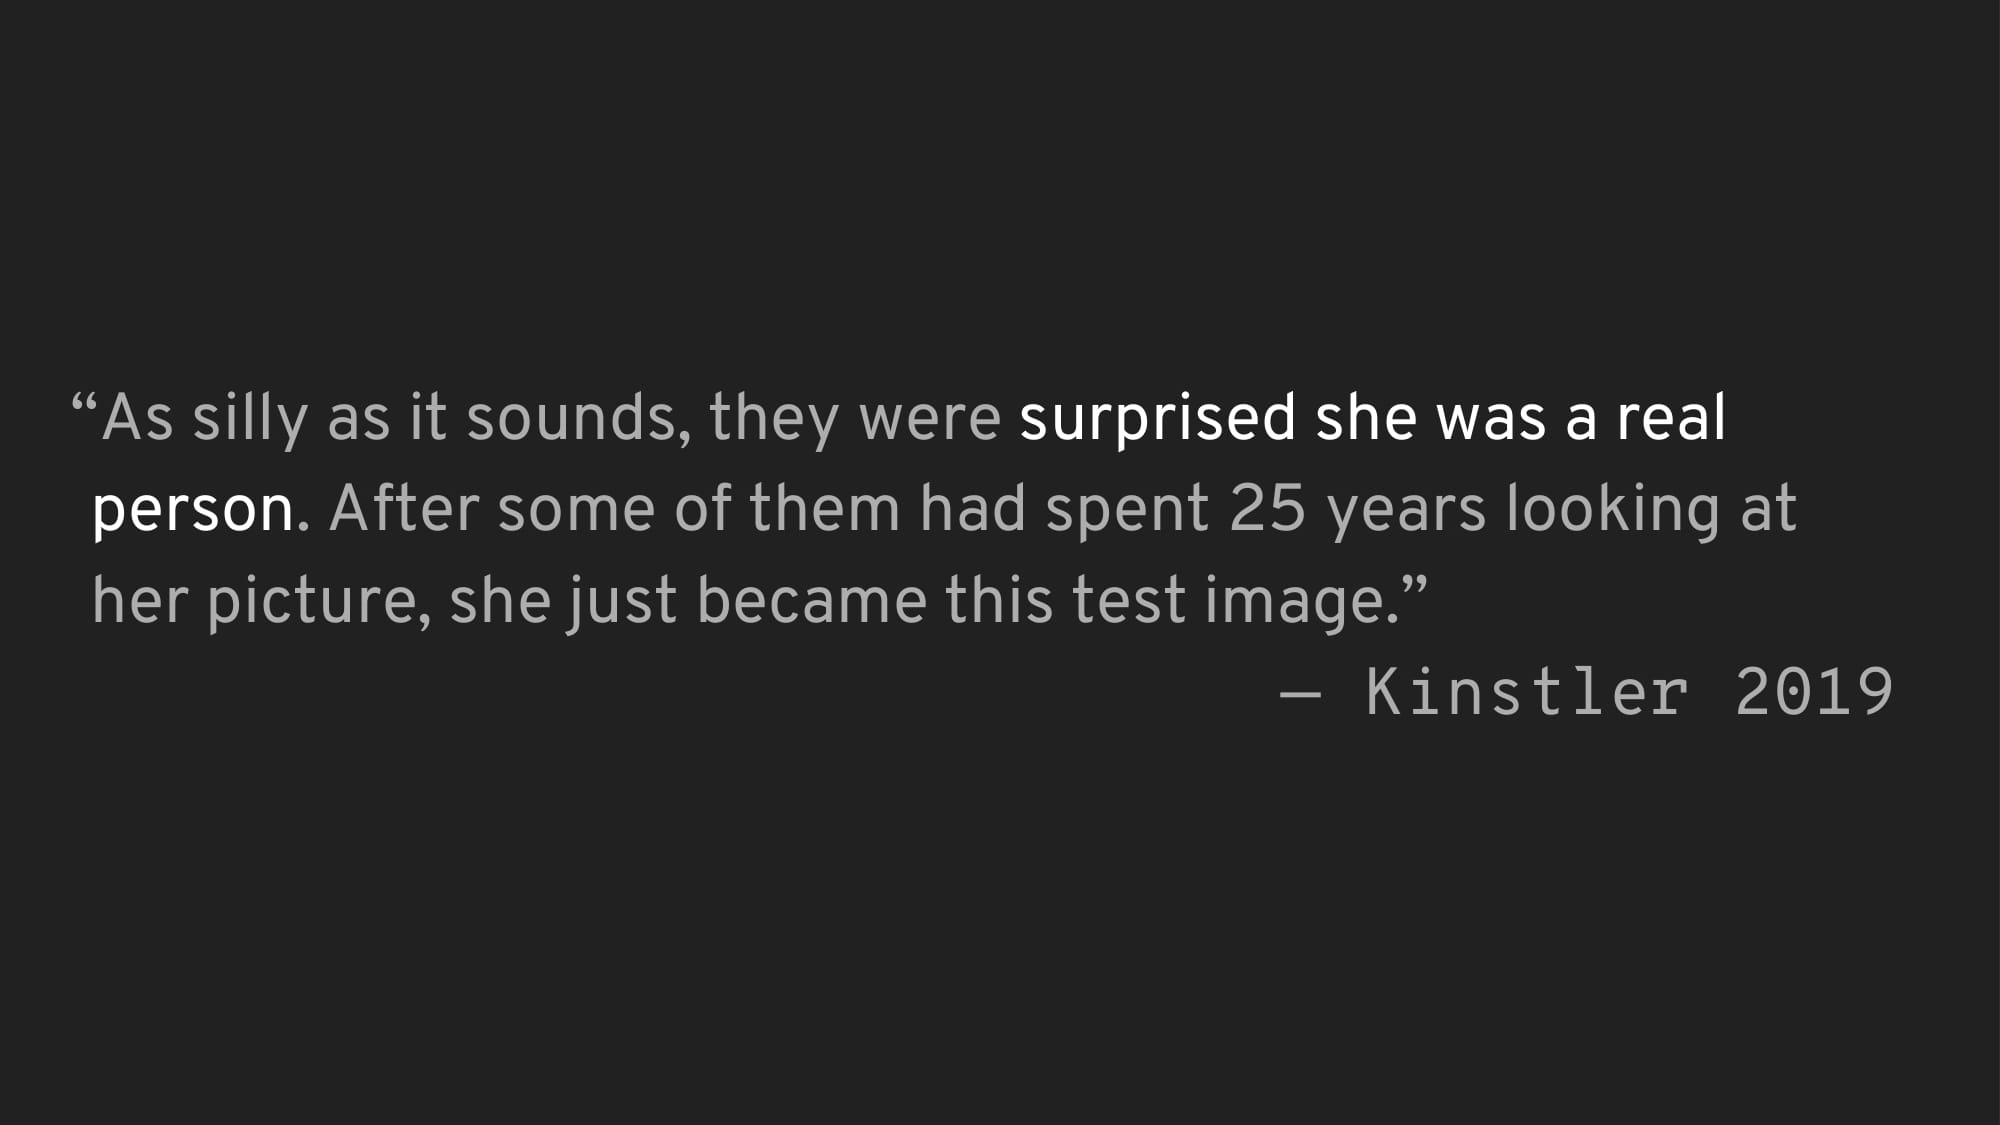 “As silly as it sounds, they were surprised she was a real
person. After some of them had spent 25 years looking at
her picture, she just became this test image.”
— Kinstler 2019